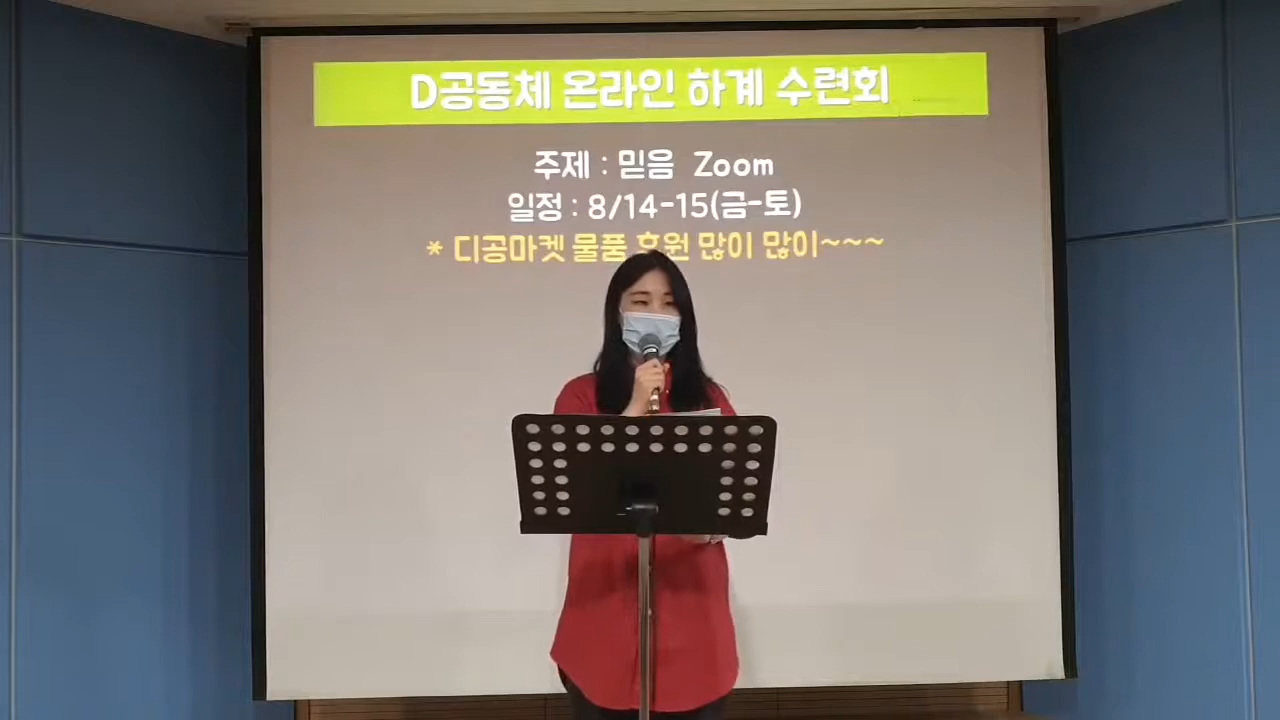 D공동체 온라인 하계 수련회
주제 : 믿음 Zoom
일정 : 8/14-15(금-토)
* 디공마켓 물품 후원 많이 많이~~~